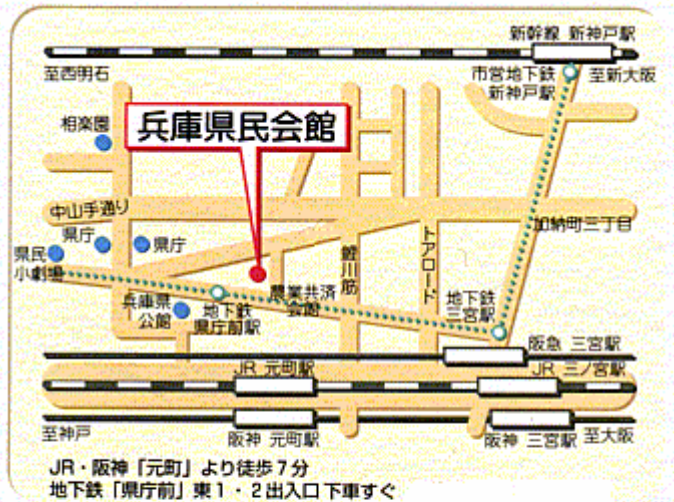 新幹線 新神戸駅
至西明石
市営地下鉄
新神戸駅
至新大阪
相楽園
兵庫県民会館
中山手通り
加納町三丁目
県庁
県庁
県民
小劇場
鯉川筋
トアロード
兵庫県
公館
地下鉄
県庁前駅
農業共済
会館
地下鉄
三宮駅
阪急 三宮駅
JR 元町駅
JR 三ノ宮駅
至神戸
阪神 元町駅
阪神 三宮駅
至大阪
JR・阪神「元町」より徒歩7分
地下鉄「県庁前」東1・2出入口下車すぐ